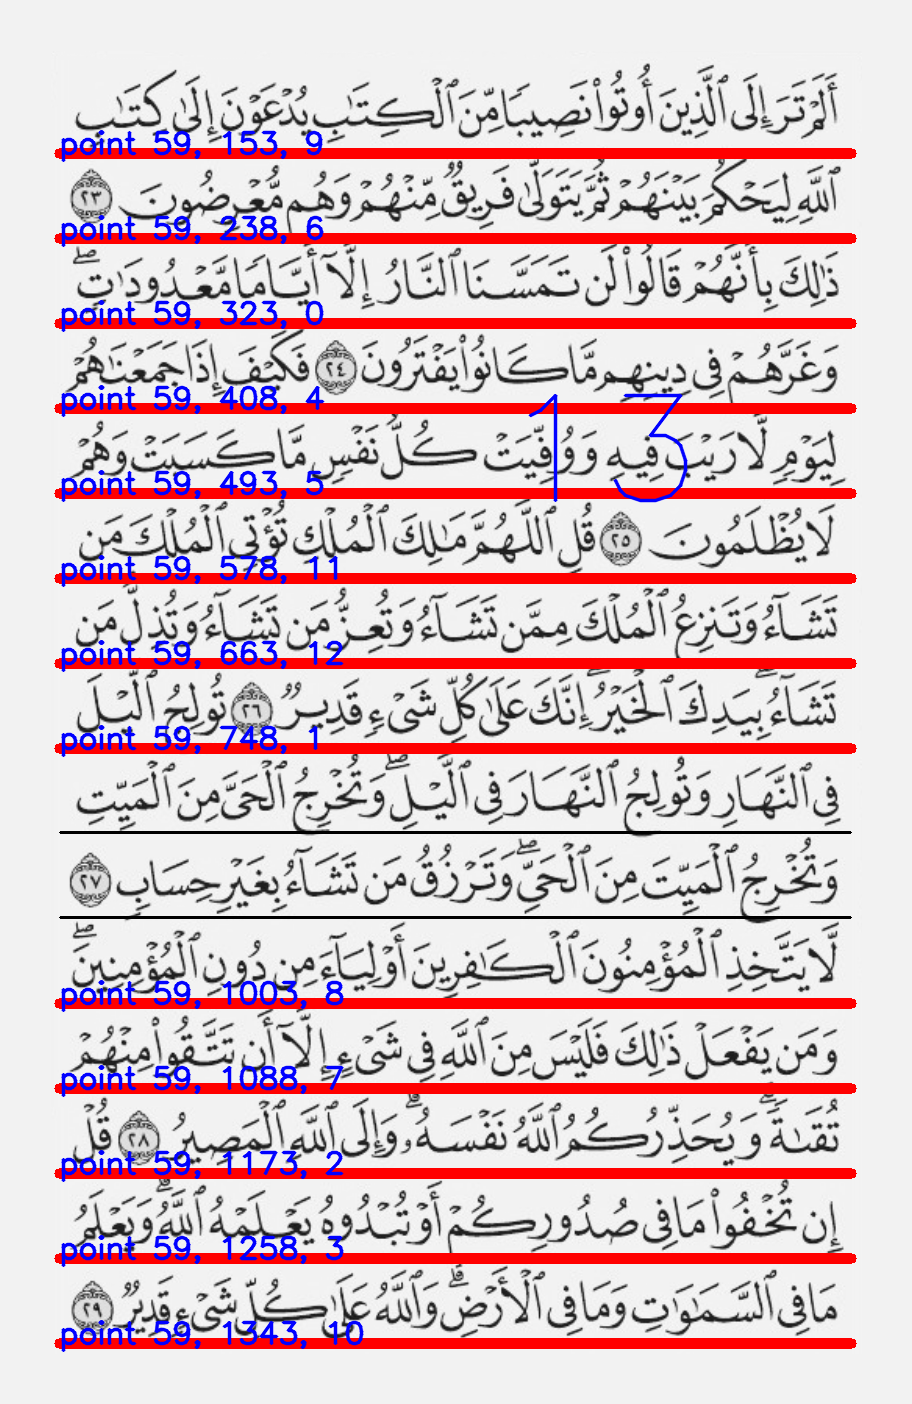 أَلَمْ تَرَ إِلَى ٱلَّذِينَ أُوتُوا۟ نَصِيبًا مِّنَ ٱلْكِتَٰبِ يُدْعَوْنَ إِلَىٰ كِتَٰبِ
point 59, 153, 9
ٱللَّهِ لِيَحْكُمَ بَيْنَهُمْ ثُمَّ يَتَوَلَّىٰ فَرِيقٌ مِّنْهُمْ وَهُم مُّعْرِضُونَ ٢٣
point 59, 238, 6
ذَٰلِكَ بِأَنَّهُمْ قَالُوا۟ لَن تَمَسَّنَا ٱلنَّارُ إِلَّآ أَيَّامًا مَّعْدُودَٰتٍ ۖ
point 59, 323, 0
وَغَرَّهُمْ فِى دِينِهِم مَّا كَانُوا۟ يَفْتَرُونَ ٢٤ فَكَيْفَ إِذَا جَمَعْنَٰهُمْ
point 59, 408, 4
13
لِيَوْمٍ لَّا رَيْبَ فِيهِ وَوُفِّيَتْ كُلُّ نَفْسٍ مَّا كَسَبَتْ وَهُمْ
point 59, 493, 5
لَا يُظْلَمُونَ ٢٥ قُلِ ٱللَّهُمَّ مَٰلِكَ ٱلْمُلْكِ تُؤْتِى ٱلْمُلْكَ مَن
point 59, 578, 11
تَشَآءُ وَتَنزِعُ ٱلْمُلْكَ مِمَّن تَشَآءُ وَتُعِزُّ مَن تَشَآءُ وَتُذِلُّ مَن
point 59, 663, 12
تَشَآءُ ۖ بِيَدِكَ ٱلْخَيْرُ ۖ إِنَّكَ عَلَىٰ كُلِّ شَىْءٍ قَدِيرٌ ٢٦ تُولِجُ ٱلَّيْلَ
point 59, 748, 1
فِى ٱلنَّهَارِ وَتُولِجُ ٱلنَّهَارَ فِى ٱلَّيْلِ ۖ وَتُخْرِجُ ٱلْحَىَّ مِنَ ٱلْمَيِّتِ
وَتُخْرِجُ ٱلْمَيِّتَ مِنَ ٱلْحَىِّ ۖ وَتَرْزُقُ مَن تَشَآءُ بِغَيْرِ حِسَابٍ ٢٧
لَّا يَتَّخِذِ ٱلْمُؤْمِنُونَ ٱلْكَٰفِرِينَ أَوْلِيَآءَ مِن دُونِ ٱلْمُؤْمِنِينَ ۖ
point 59, 1003, 8
وَمَن يَفْعَلْ ذَٰلِكَ فَلَيْسَ مِنَ ٱللَّهِ فِى شَىْءٍ إِلَّآ أَن تَتَّقُوا۟ مِنْهُمْ
point 59, 1088, 7
تُقَىٰةً ۗ وَيُحَذِّرُكُمُ ٱللَّهُ نَفْسَهُۥ ۗ وَإِلَى ٱللَّهِ ٱلْمَصِيرُ ٢٨ قُلْ
point 59, 1173, 2
إِن تُخْفُوا۟ مَا فِى صُدُورِكُمْ أَوْ تُبْدُوهُ يَعْلَمْهُ ٱللَّهُ ۗ وَيَعْلَمُ
point 59, 1258, 3
مَا فِى ٱلسَّمَٰوَٰتِ وَمَا فِى ٱلْأَرْضِ ۗ وَٱللَّهُ عَلَىٰ كُلِّ شَىْءٍ قَدِيرٌ ٢٩
point 59, 1343, 10